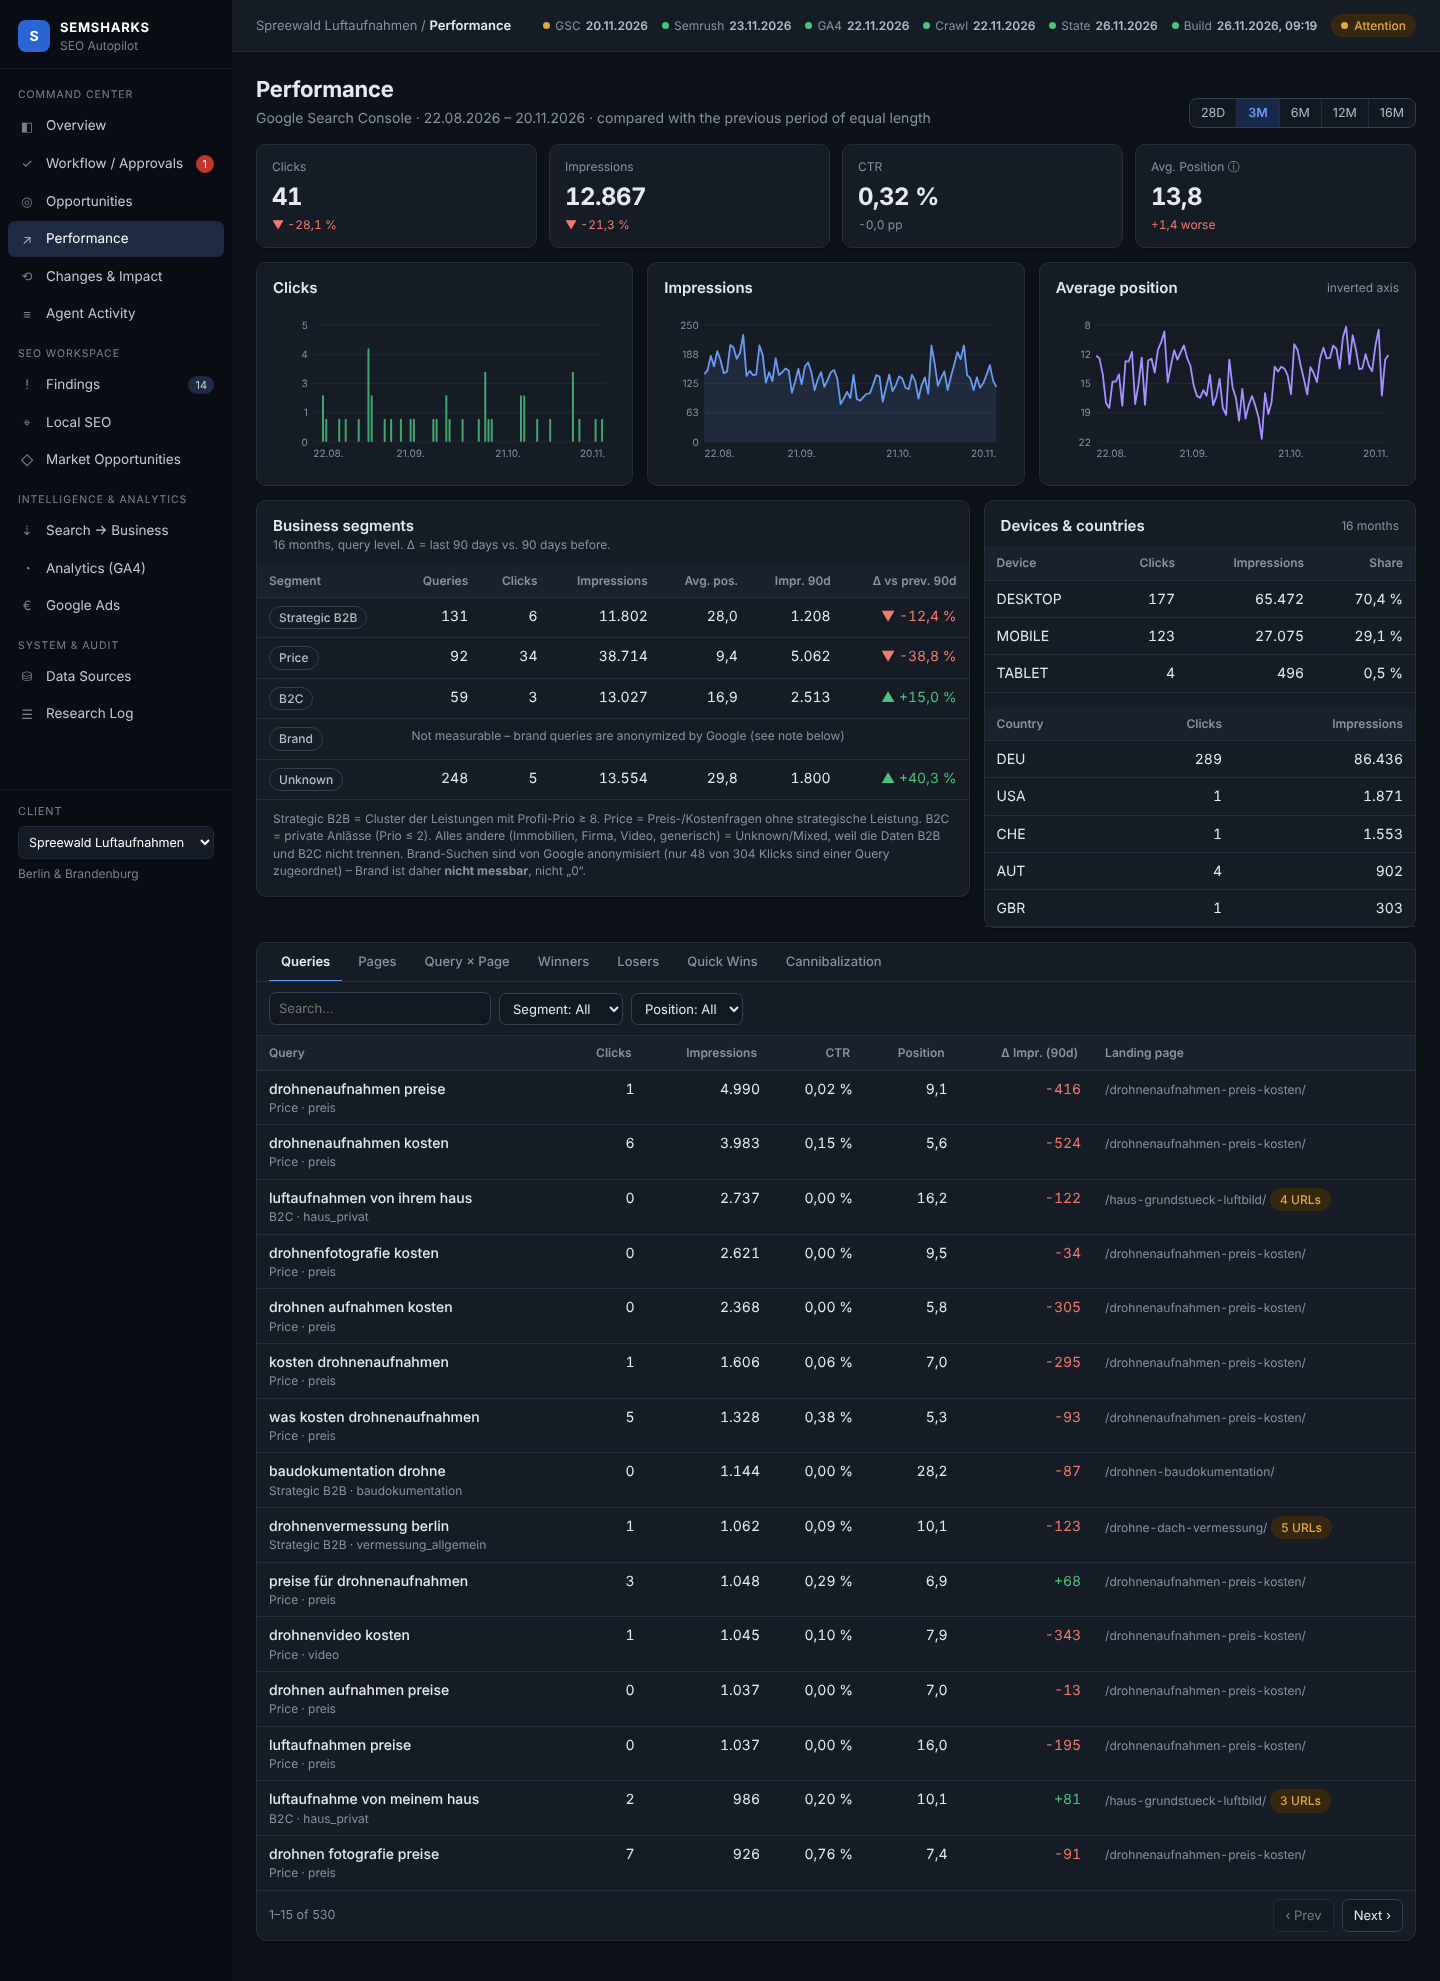 S
SEMSHARKS
SEO Autopilot
COMMAND CENTER
Overview
Workflow / Approvals 1
Opportunities
Performance
Changes & Impact
Agent Activity
SEO WORKSPACE
! Findings 14
Local SEO
Market Opportunities
INTELLIGENCE & ANALYTICS
Search → Business
Analytics (GA4)
€ Google Ads
SYSTEM & AUDIT
Data Sources
Research Log
CLIENT
Spreewald Luftaufnahmen
Berlin & Brandenburg
Spreewald Luftaufnahmen / Performance
GSC 20.11.2026 Semrush 23.11.2026 GA4 22.11.2026 Crawl 22.11.2026 State 26.11.2026 Build 26.11.2026, 09:19 Attention
Performance
Google Search Console · 22.08.2026 – 20.11.2026 · compared with the previous period of equal length
28D 3M 6M 12M 16M
Clicks
41
▼ -28,1 %
Impressions
12.867
▼ -21,3 %
CTR
0,32 %
-0,0 pp
Avg. Position ⓘ
13,8
+1,4 worse
Clicks
5
4
3
1
0
22.08. 21.09. 21.10. 20.11.
Impressions
250
188
125
63
0
22.08. 21.09. 21.10. 20.11.
Average position inverted axis
8
12
15
19
22
22.08. 21.09. 21.10. 20.11.
Business segments
16 months, query level. Δ = last 90 days vs. 90 days before.
Segment Queries Clicks Impressions Avg. pos. Impr. 90d Δ vs prev. 90d
Strategic B2B 131 6 11.802 28,0 1.208 ▼ -12,4 %
Price 92 34 38.714 9,4 5.062 ▼ -38,8 %
B2C 59 3 13.027 16,9 2.513 ▲ +15,0 %
Brand Not measurable – brand queries are anonymized by Google (see note below)
Unknown 248 5 13.554 29,8 1.800 ▲ +40,3 %
Strategic B2B = Cluster der Leistungen mit Profil-Prio ≥ 8. Price = Preis-/Kostenfragen ohne strategische Leistung. B2C
= private Anlässe (Prio ≤ 2). Alles andere (Immobilien, Firma, Video, generisch) = Unknown/Mixed, weil die Daten B2B
und B2C nicht trennen. Brand-Suchen sind von Google anonymisiert (nur 48 von 304 Klicks sind einer Query
zugeordnet) – Brand ist daher nicht messbar, nicht „0“.
Devices & countries 16 months
Device Clicks Impressions Share
DESKTOP 177 65.472 70,4 %
MOBILE 123 27.075 29,1 %
TABLET 4 496 0,5 %
Country Clicks Impressions
DEU 289 86.436
USA 1 1.871
CHE 1 1.553
AUT 4 902
GBR 1 303
Queries Pages Query × Page Winners Losers Quick Wins Cannibalization
Search... Segment: All Position: All
Query Clicks Impressions CTR Position Δ Impr. (90d) Landing page
drohnenaufnahmen preise 1 4.990 0,02 % 9,1 -416 /drohnenaufnahmen-preis-kosten/
Price · preis
drohnenaufnahmen kosten 6 3.983 0,15 % 5,6 -524 /drohnenaufnahmen-preis-kosten/
Price · preis
luftaufnahmen von ihrem haus 0 2.737 0,00 % 16,2 -122 /haus-grundstueck-luftbild/ 4 URLs
B2C · haus_privat
drohnenfotografie kosten 0 2.621 0,00 % 9,5 -34 /drohnenaufnahmen-preis-kosten/
Price · preis
drohnen aufnahmen kosten 0 2.368 0,00 % 5,8 -305 /drohnenaufnahmen-preis-kosten/
Price · preis
kosten drohnenaufnahmen 1 1.606 0,06 % 7,0 -295 /drohnenaufnahmen-preis-kosten/
Price · preis
was kosten drohnenaufnahmen 5 1.328 0,38 % 5,3 -93 /drohnenaufnahmen-preis-kosten/
Price · preis
baudokumentation drohne 0 1.144 0,00 % 28,2 -87 /drohnen-baudokumentation/
Strategic B2B · baudokumentation
drohnenvermessung berlin 1 1.062 0,09 % 10,1 -123 /drohne-dach-vermessung/ 5 URLs
Strategic B2B · vermessung_allgemein
preise für drohnenaufnahmen 3 1.048 0,29 % 6,9 +68 /drohnenaufnahmen-preis-kosten/
Price · preis
drohnenvideo kosten 1 1.045 0,10 % 7,9 -343 /drohnenaufnahmen-preis-kosten/
Price · video
drohnen aufnahmen preise 0 1.037 0,00 % 7,0 -13 /drohnenaufnahmen-preis-kosten/
Price · preis
luftaufnahmen preise 0 1.037 0,00 % 16,0 -195 /drohnenaufnahmen-preis-kosten/
Price · preis
luftaufnahme von meinem haus 2 986 0,20 % 10,1 +81 /haus-grundstueck-luftbild/ 3 URLs
B2C · haus_privat
drohnen fotografie preise 7 926 0,76 % 7,4 -91 /drohnenaufnahmen-preis-kosten/
Price · preis
1–15 of 530 ‹ Prev Next ›